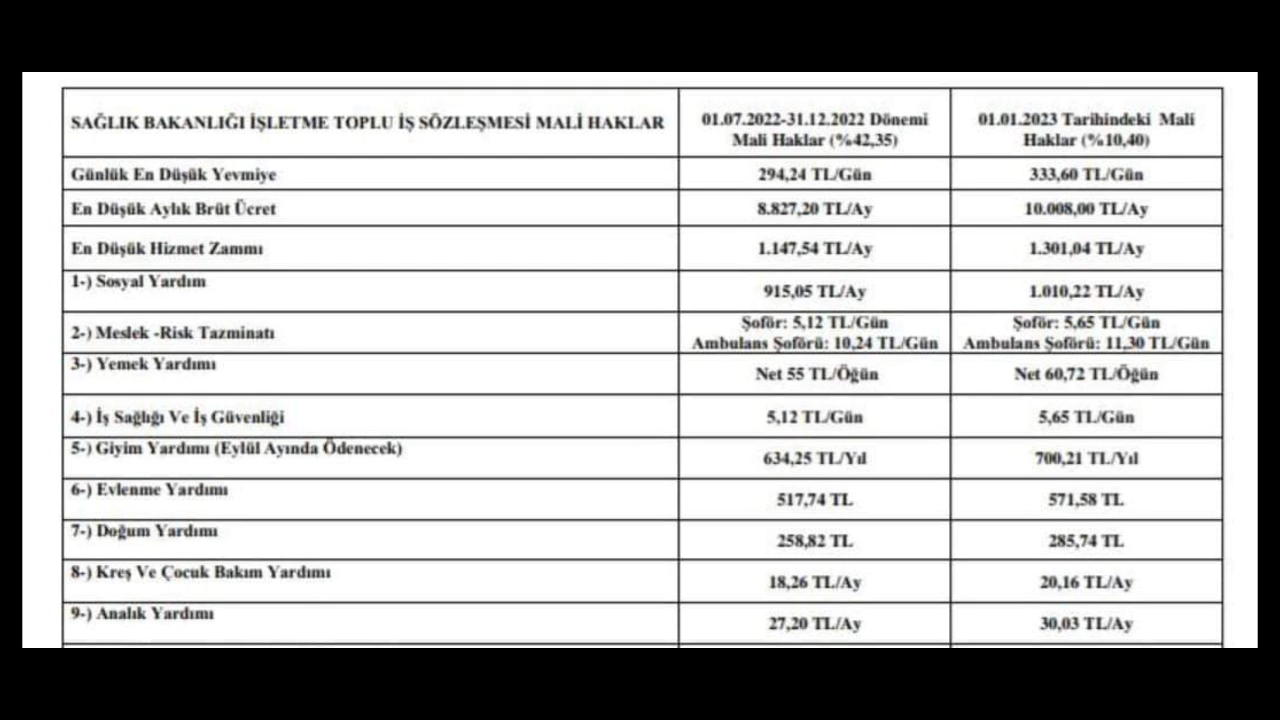 SAĞLIK BAKANLIĞI İŞLETME TOPLU İŞ SÖZLEŞMESİ MALİ HAKLAR
01.07.2022-31.12.2022 Dönemi
Mali Haklar (%42,35)
01.01.2023 Tarihindeki Mali
Haklar (%10,40)
Günlük En Düşük Yevmiye
294,24 TL/Gün
333,60 TL/Gün
En Düşük Aylık Brüt Ücret
8.827,20 TL/Ay
10.008,00 TL/Ay
En Düşük Hizmet Zammı
1.147,54 TL/Ay
1.301,04 TL/Ay
1-) Sosyal Yardım
915,05 TL/Ay
1.010,22 TL/Ay
2-) Meslek -Risk Tazminatı
Şoför: 5,12 TL/Gün
Ambulans Şoförü: 10,24 TL/Gün
Şoför: 5,65 TL/Gün
Ambulans Şoförü: 11,30 TL/Gün
3-) Yemek Yardımı
Net 55 TL/Öğün
Net 60,72 TL/Öğün
4-) İş Sağlığı Ve İş Güvenliği
5,12 TL/Gün
5,65 TL/Gün
5-) Giyim Yardımı (Eylül Ayında Ödenecek)
634,25 TL/Yıl
700,21 TL/Yıl
6-) Evlenme Yardımı
517,74 TL
571,58 TL
7-) Doğum Yardımı
258,82 TL
285,74 TL
8-) Kreş Ve Çocuk Bakım Yardımı
18,26 TL/Ay
20,16 TL/Ay
9-) Analık Yardımı
27,20 TL/Ay
30,03 TL/Ay